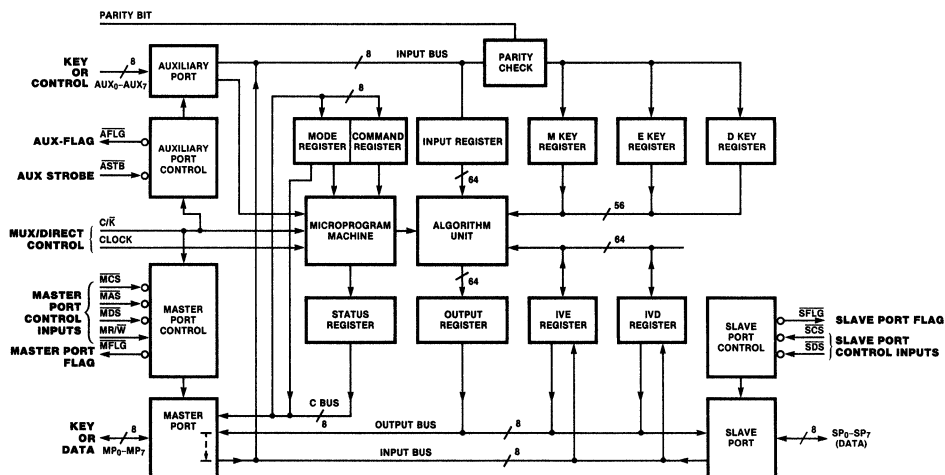 PARITY BIT
KEY
OR
CONTROL
8
AUX₀–AUX₇
AUXILIARY
PORT
8
INPUT BUS
PARITY
CHECK
8
AUX-FLAG
AFLG
AUX STROBE
ASTB
AUXILIARY
PORT
CONTROL
MODE
REGISTER
COMMAND
REGISTER
INPUT REGISTER
M KEY
REGISTER
E KEY
REGISTER
D KEY
REGISTER
64
56
MUX/DIRECT
CONTROL
C/K
CLOCK
MICROPROGRAM
MACHINE
ALGORITHM
UNIT
64
64
MASTER
PORT
CONTROL
INPUTS
MCS
MAS
MDS
MR/W
MASTER PORT
FLAG
MFLG
MASTER
PORT
CONTROL
STATUS
REGISTER
OUTPUT
REGISTER
IVE
REGISTER
IVD
REGISTER
SLAVE
PORT
CONTROL
SFLG
SLAVE PORT FLAG
SCS
SDS
SLAVE PORT
CONTROL INPUTS
KEY
OR
DATA
8
MP₀–MP₇
MASTER
PORT
C BUS
8
OUTPUT BUS
8
INPUT BUS
8
SLAVE
PORT
8
SP₀–SP₇
(DATA)